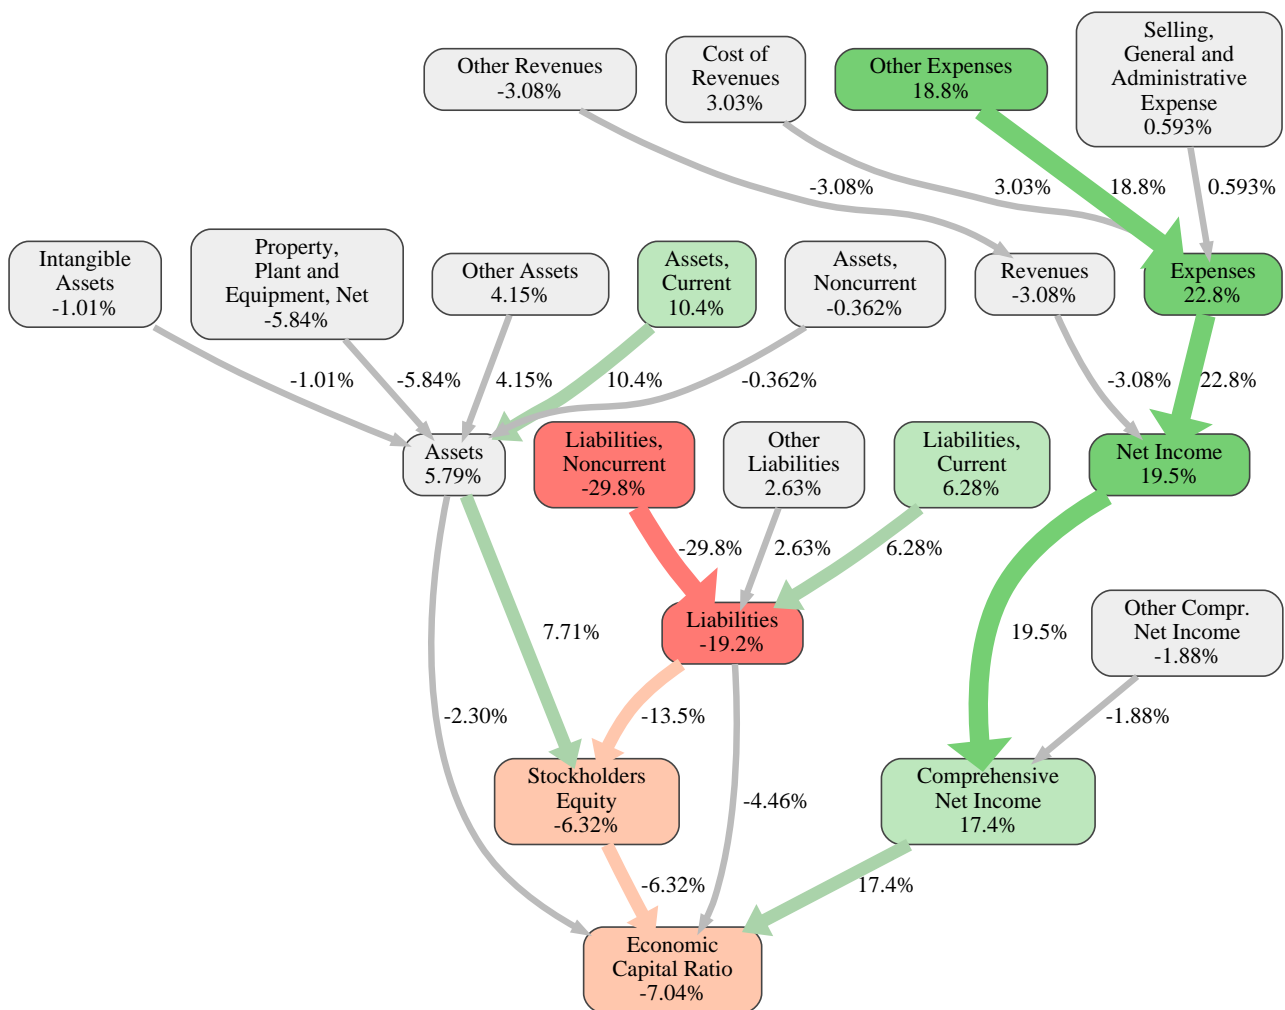 Other Revenues
-3.08%
Cost of
Revenues
3.03%
Other Expenses
18.8%
Selling,
General and
Administrative
Expense
0.593%
-3.08%
3.03%
18.8%
0.593%
Intangible
Assets
-1.01%
Property,
Plant and
Equipment, Net
-5.84%
Other Assets
4.15%
Assets,
Current
10.4%
Assets,
Noncurrent
-0.362%
Revenues
-3.08%
Expenses
22.8%
-1.01%
-5.84%
4.15%
10.4%
-0.362%
-3.08%
22.8%
Assets
5.79%
Liabilities,
Noncurrent
-29.8%
Other
Liabilities
2.63%
Liabilities,
Current
6.28%
Net Income
19.5%
-29.8%
2.63%
6.28%
7.71%
Liabilities
-19.2%
19.5%
Other Compr.
Net Income
-1.88%
-2.30%
-13.5%
-1.88%
Stockholders
Equity
-6.32%
-4.46%
Comprehensive
Net Income
17.4%
-6.32%
17.4%
Economic
Capital Ratio
-7.04%